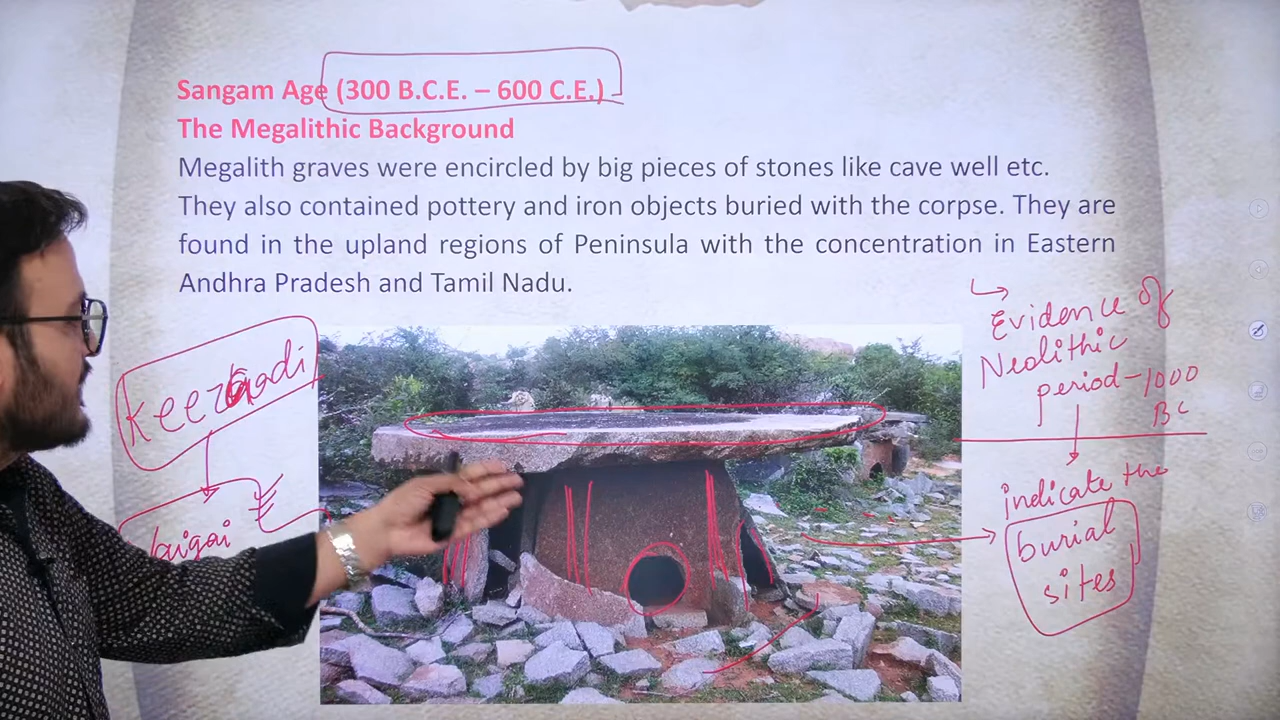 Sangam Age (300 B.C.E. – 600 C.E.)
The Megalithic Background
Megalith graves were encircled by big pieces of stones like cave well etc.
They also contained pottery and iron objects buried with the corpse. They are
found in the upland regions of Peninsula with the concentration in Eastern
Andhra Pradesh and Tamil Nadu.
Evidence of
Neolithic
period – 1000
BC
indicate the
burial
sites